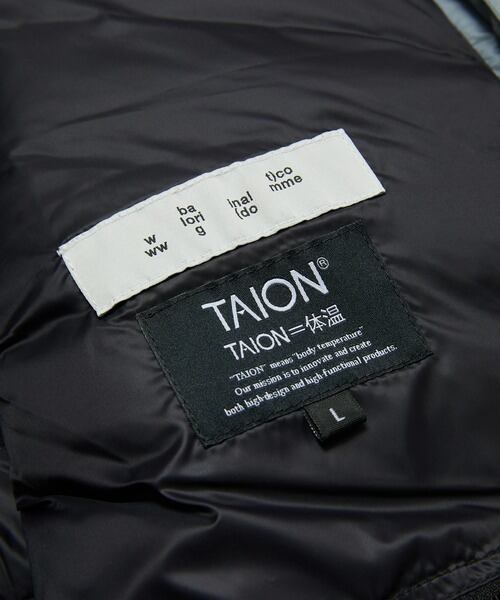 w
ww
ba
lori
g
inal
(do
t)co
mme
TAION®
TAION=体温
"TAION" means "body temperature"
Our mission is to innovate and create
both high-design and high-functional products.
L